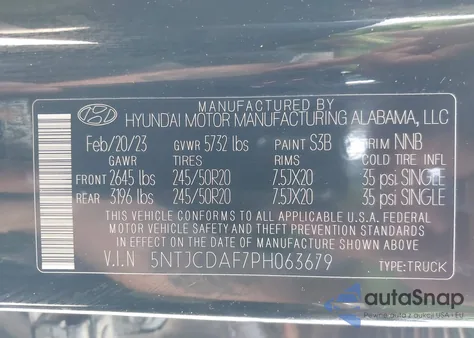 MANUFACTURED BY
HYUNDAI MOTOR MANUFACTURING ALABAMA, LLC
Feb/20/23 GVWR 5732 lbs PAINT S3B TRIM NNB
GAWR TIRES RIMS COLD TIRE INFL
FRONT 2645 lbs 245/50R20 7.5JX20 35 psi SINGLE
REAR 3196 lbs 245/50R20 7.5JX20 35 psi SINGLE
THIS VEHICLE CONFORMS TO ALL APPLICABLE U.S.A. FEDERAL
MOTOR VEHICLE SAFETY AND THEFT PREVENTION STANDARDS
IN EFFECT ON THE DATE OF MANUFACTURE SHOWN ABOVE.
V.I.N 5NTJCDAF7PH063679 TYPE:TRUCK
autoSnap